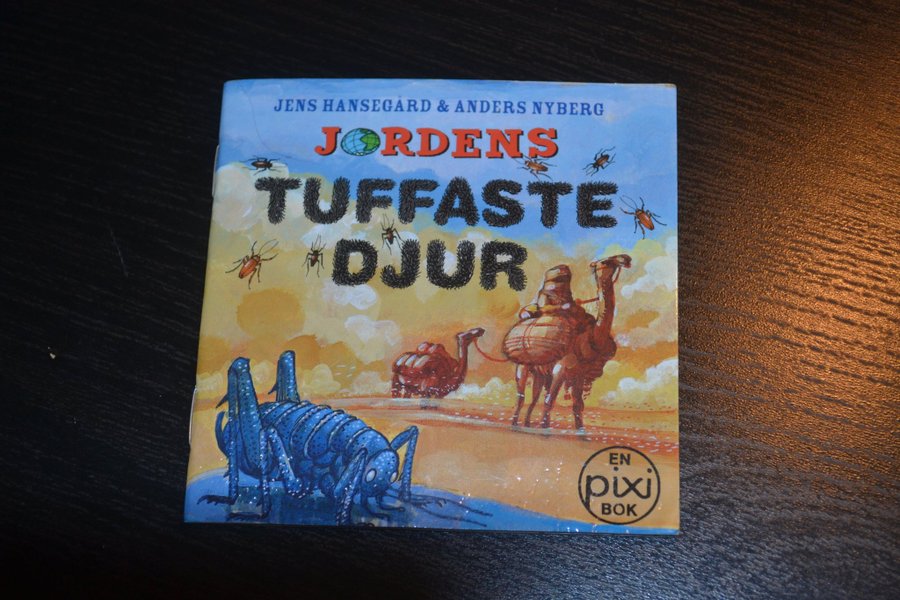 JENS HANSEGÅRD & ANDERS NYBERG
JORDENS
TUFFASTE
DJUR
EN
pixi
BOK